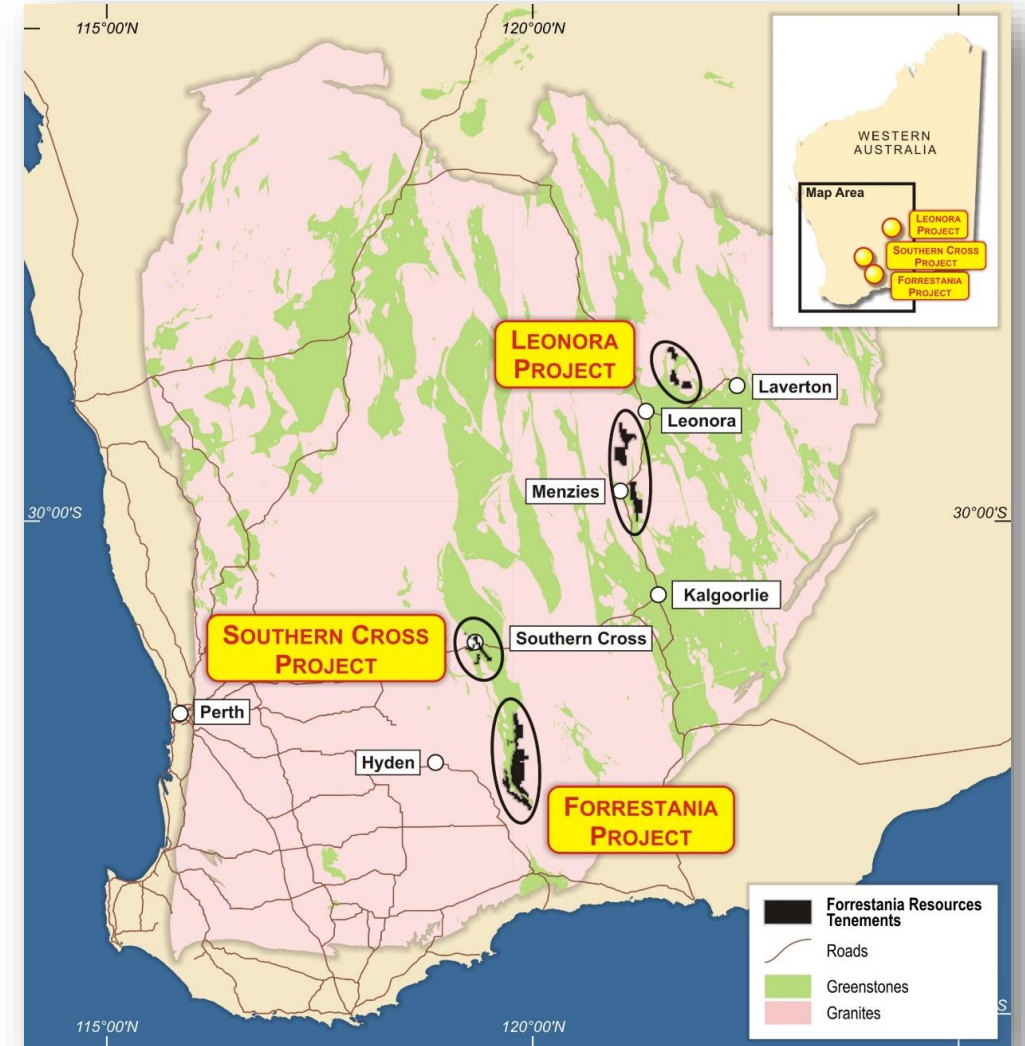 115°00'N
120°00'N
WESTERN
AUSTRALIA
Map Area
LEONORA
PROJECT
SOUTHERN CROSS
PROJECT
FORRESTANIA
PROJECT
LEONORA
PROJECT
Laverton
Leonora
Menzies
30°00'S
30°00'S
Kalgoorlie
SOUTHERN CROSS
PROJECT
Southern Cross
Perth
Hyden
FORRESTANIA
PROJECT
Forrestania Resources
Tenements
Roads
Greenstones
Granites
S
115°00'N
120°00'N